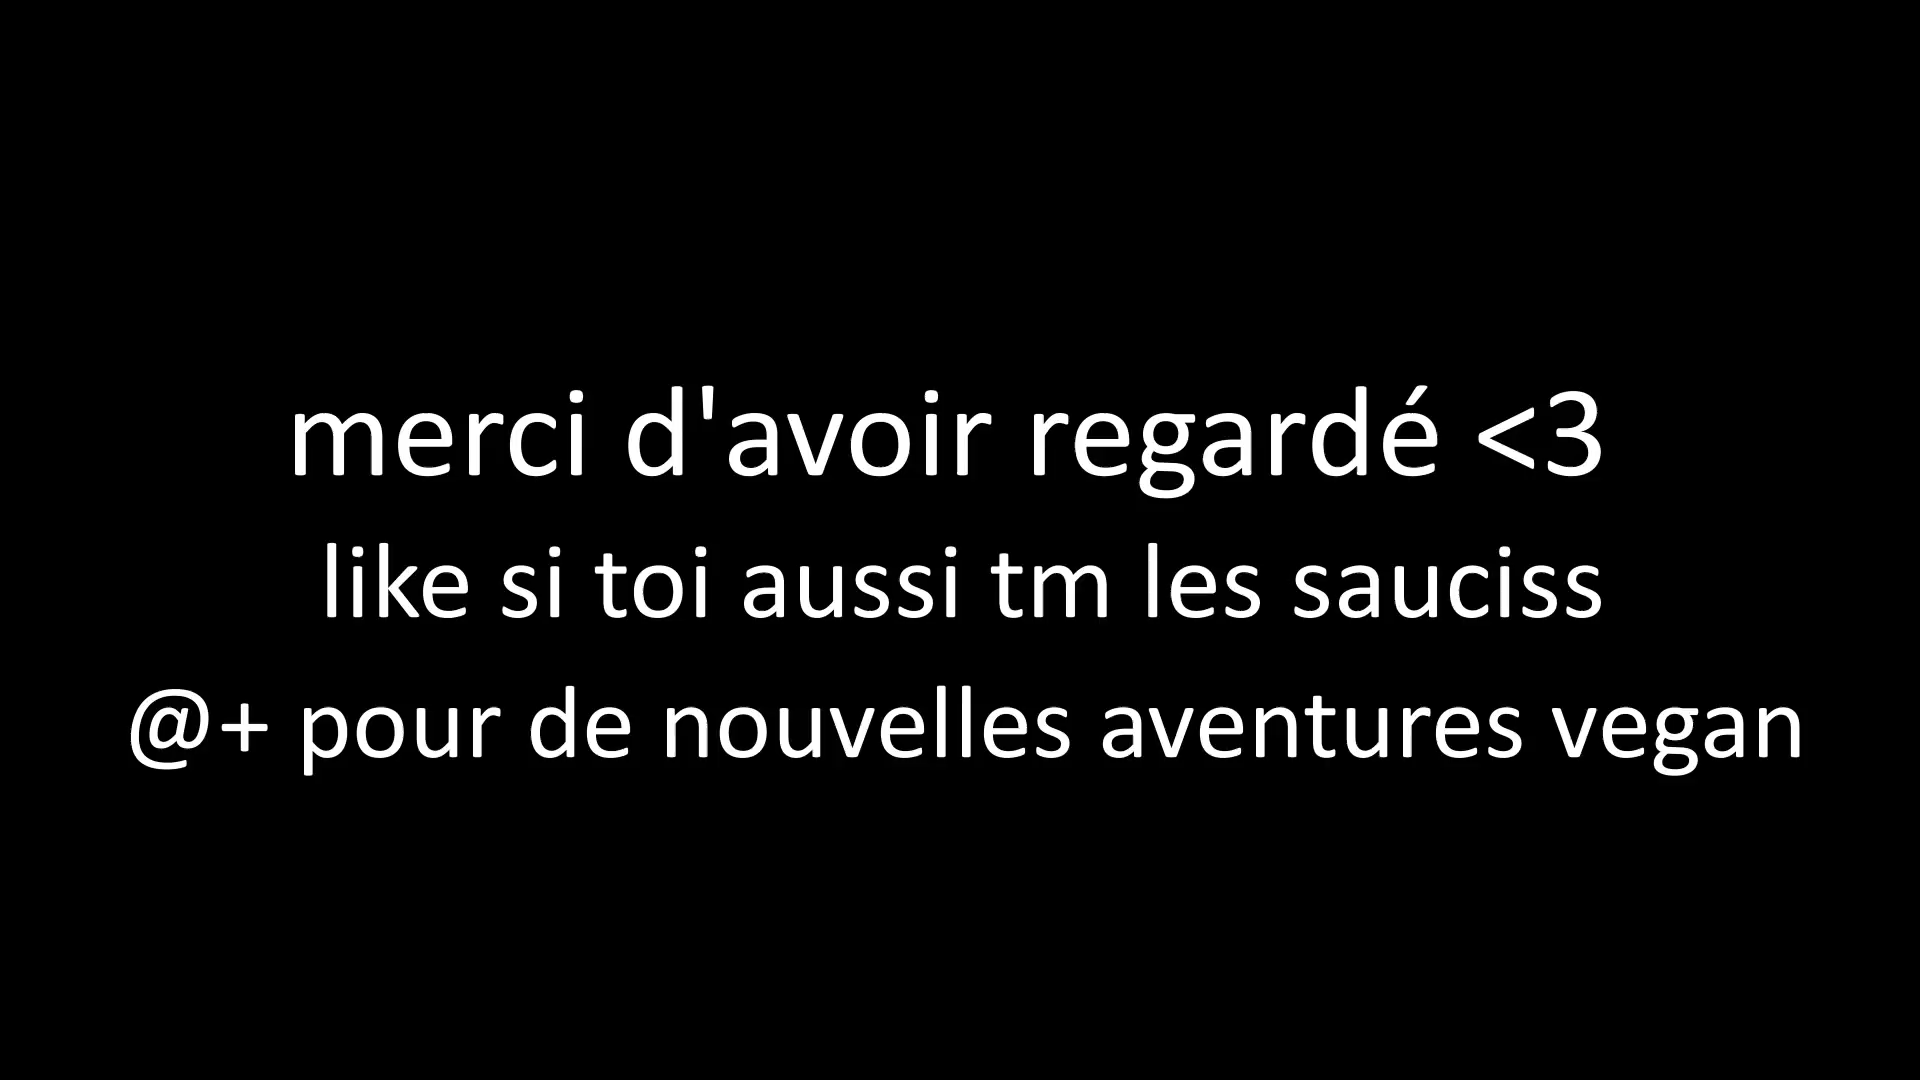 merci d'avoir regardé <3
like si toi aussi tm les sauciss
@+ pour de nouvelles aventures vegan